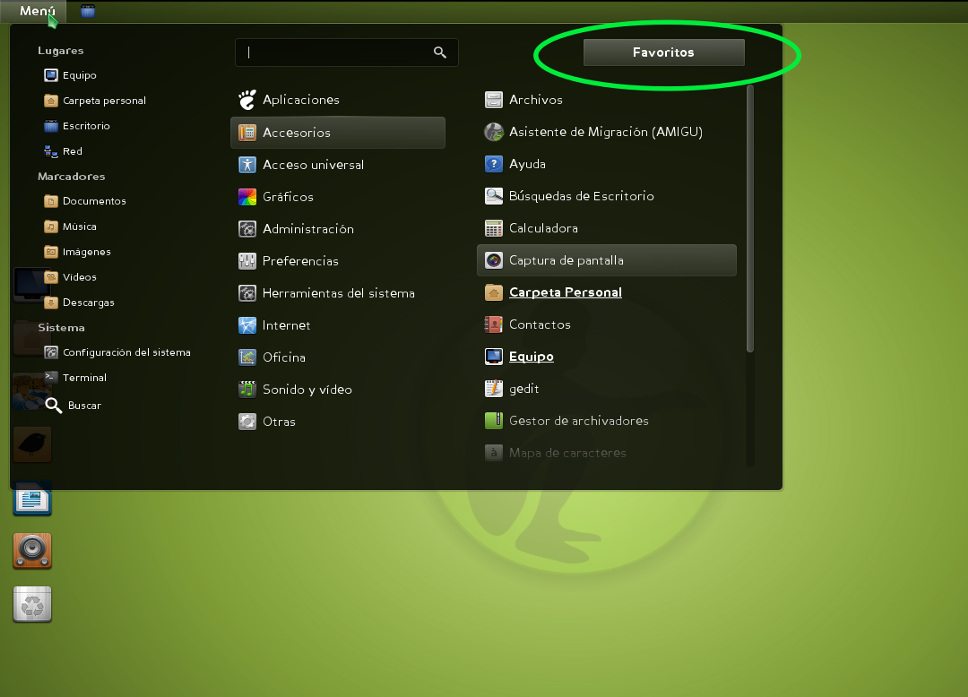 Menú
Lugares
Equipo
Carpeta personal
Escritorio
Red
Marcadores
Documentos
Música
Imágenes
Vídeos
Descargas
Sistema
Configuración del sistema
Terminal
Buscar
Aplicaciones
Accesorios
Acceso universal
Gráficos
Administración
Preferencias
Herramientas del sistema
Internet
Oficina
Sonido y vídeo
Otras
Favoritos
Archivos
Asistente de Migración (AMIGU)
Ayuda
Búsquedas de Escritorio
Calculadora
Captura de pantalla
Carpeta Personal
Contactos
Equipo
gedit
Gestor de archivadores
Mapa de caracteres